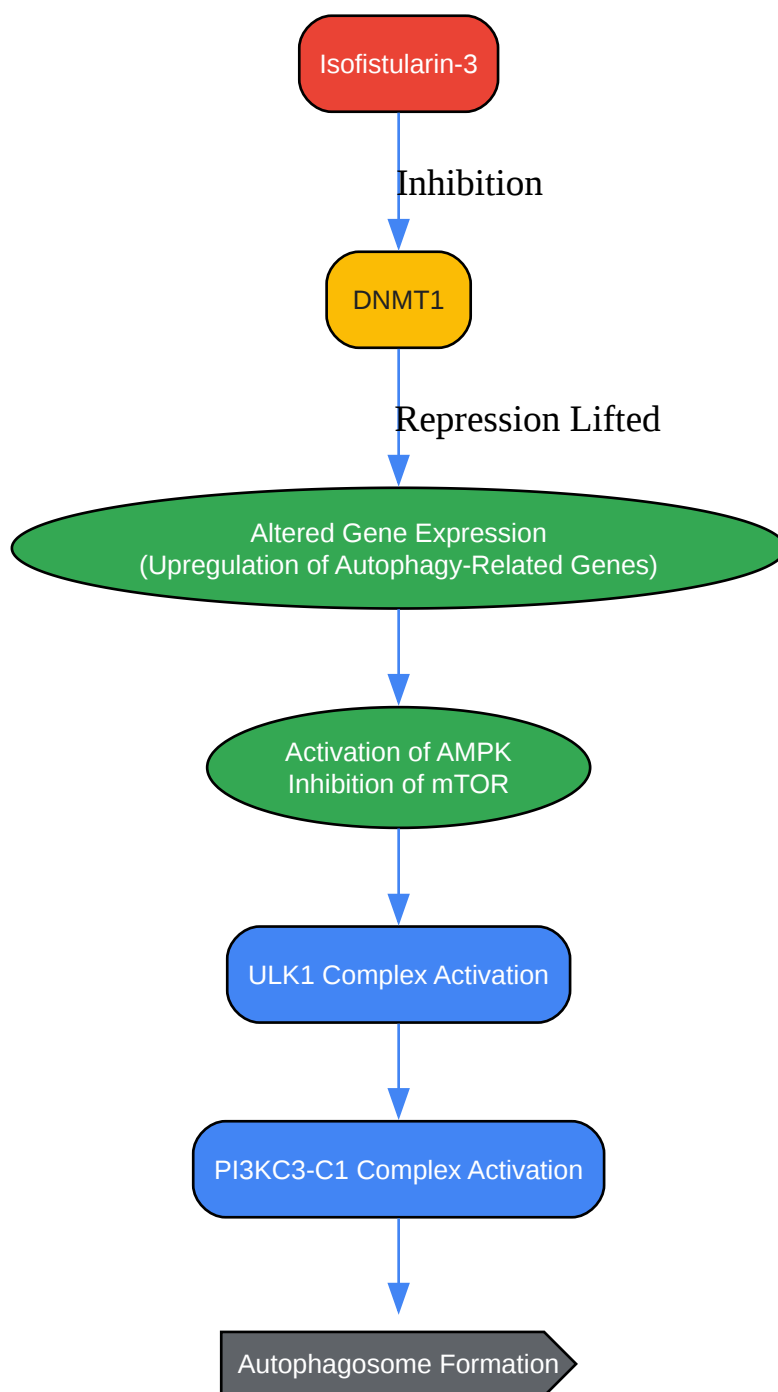 Isofistularin-3
Inhibition
DNMT1
Repression Lifted
Altered Gene Expression
(Upregulation of Autophagy-Related Genes)
Activation of AMPK
Inhibition of mTOR
ULK1 Complex Activation
PI3KC3-C1 Complex Activation
Autophagosome Formation